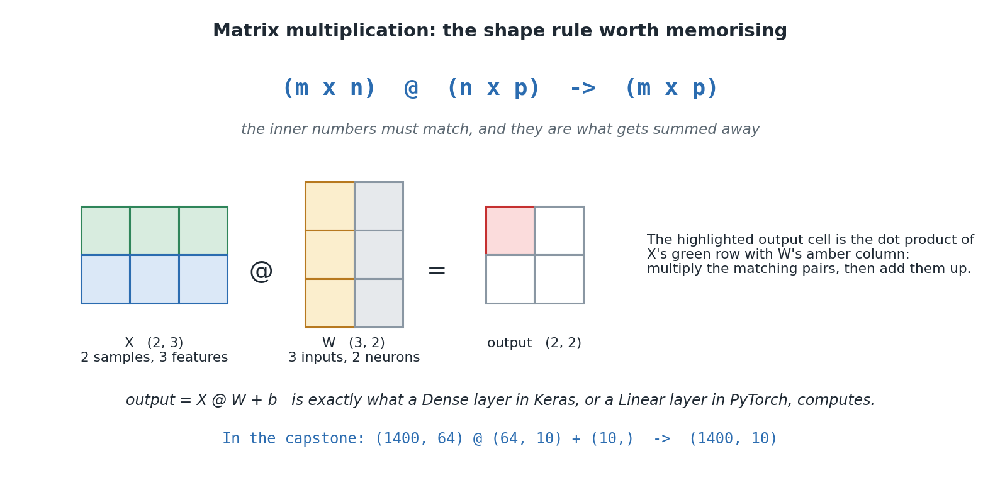 Matrix multiplication: the shape rule worth memorising
(m x n)  @  (n x p)  ->  (m x p)
the inner numbers must match, and they are what gets summed away
@
=
The highlighted output cell is the dot product of
X's green row with W's amber column:
multiply the matching pairs, then add them up.
X   (2, 3)
2 samples, 3 features
W   (3, 2)
3 inputs, 2 neurons
output   (2, 2)
output = X @ W + b   is exactly what a Dense layer in Keras, or a Linear layer in PyTorch, computes.
In the capstone: (1400, 64) @ (64, 10) + (10,)  ->  (1400, 10)